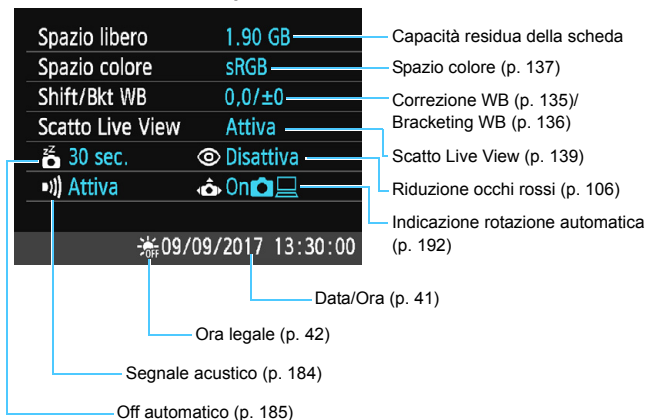 Spazio libero 1.90 GB
Capacità residua della scheda
Spazio colore sRGB
Spazio colore (p. 137)
Shift/Bkt WB 0,0/±0
Correzione WB (p. 135)/
Bracketing WB (p. 136)
Scatto Live View Attiva
Scatto Live View (p. 139)
zZ 30 sec. Disattiva
Riduzione occhi rossi (p. 106)
Attiva On
Indicazione rotazione automatica
(p. 192)
OFF 09/09/2017 13:30:00
Data/Ora (p. 41)
Ora legale (p. 42)
Segnale acustico (p. 184)
Off automatico (p. 185)